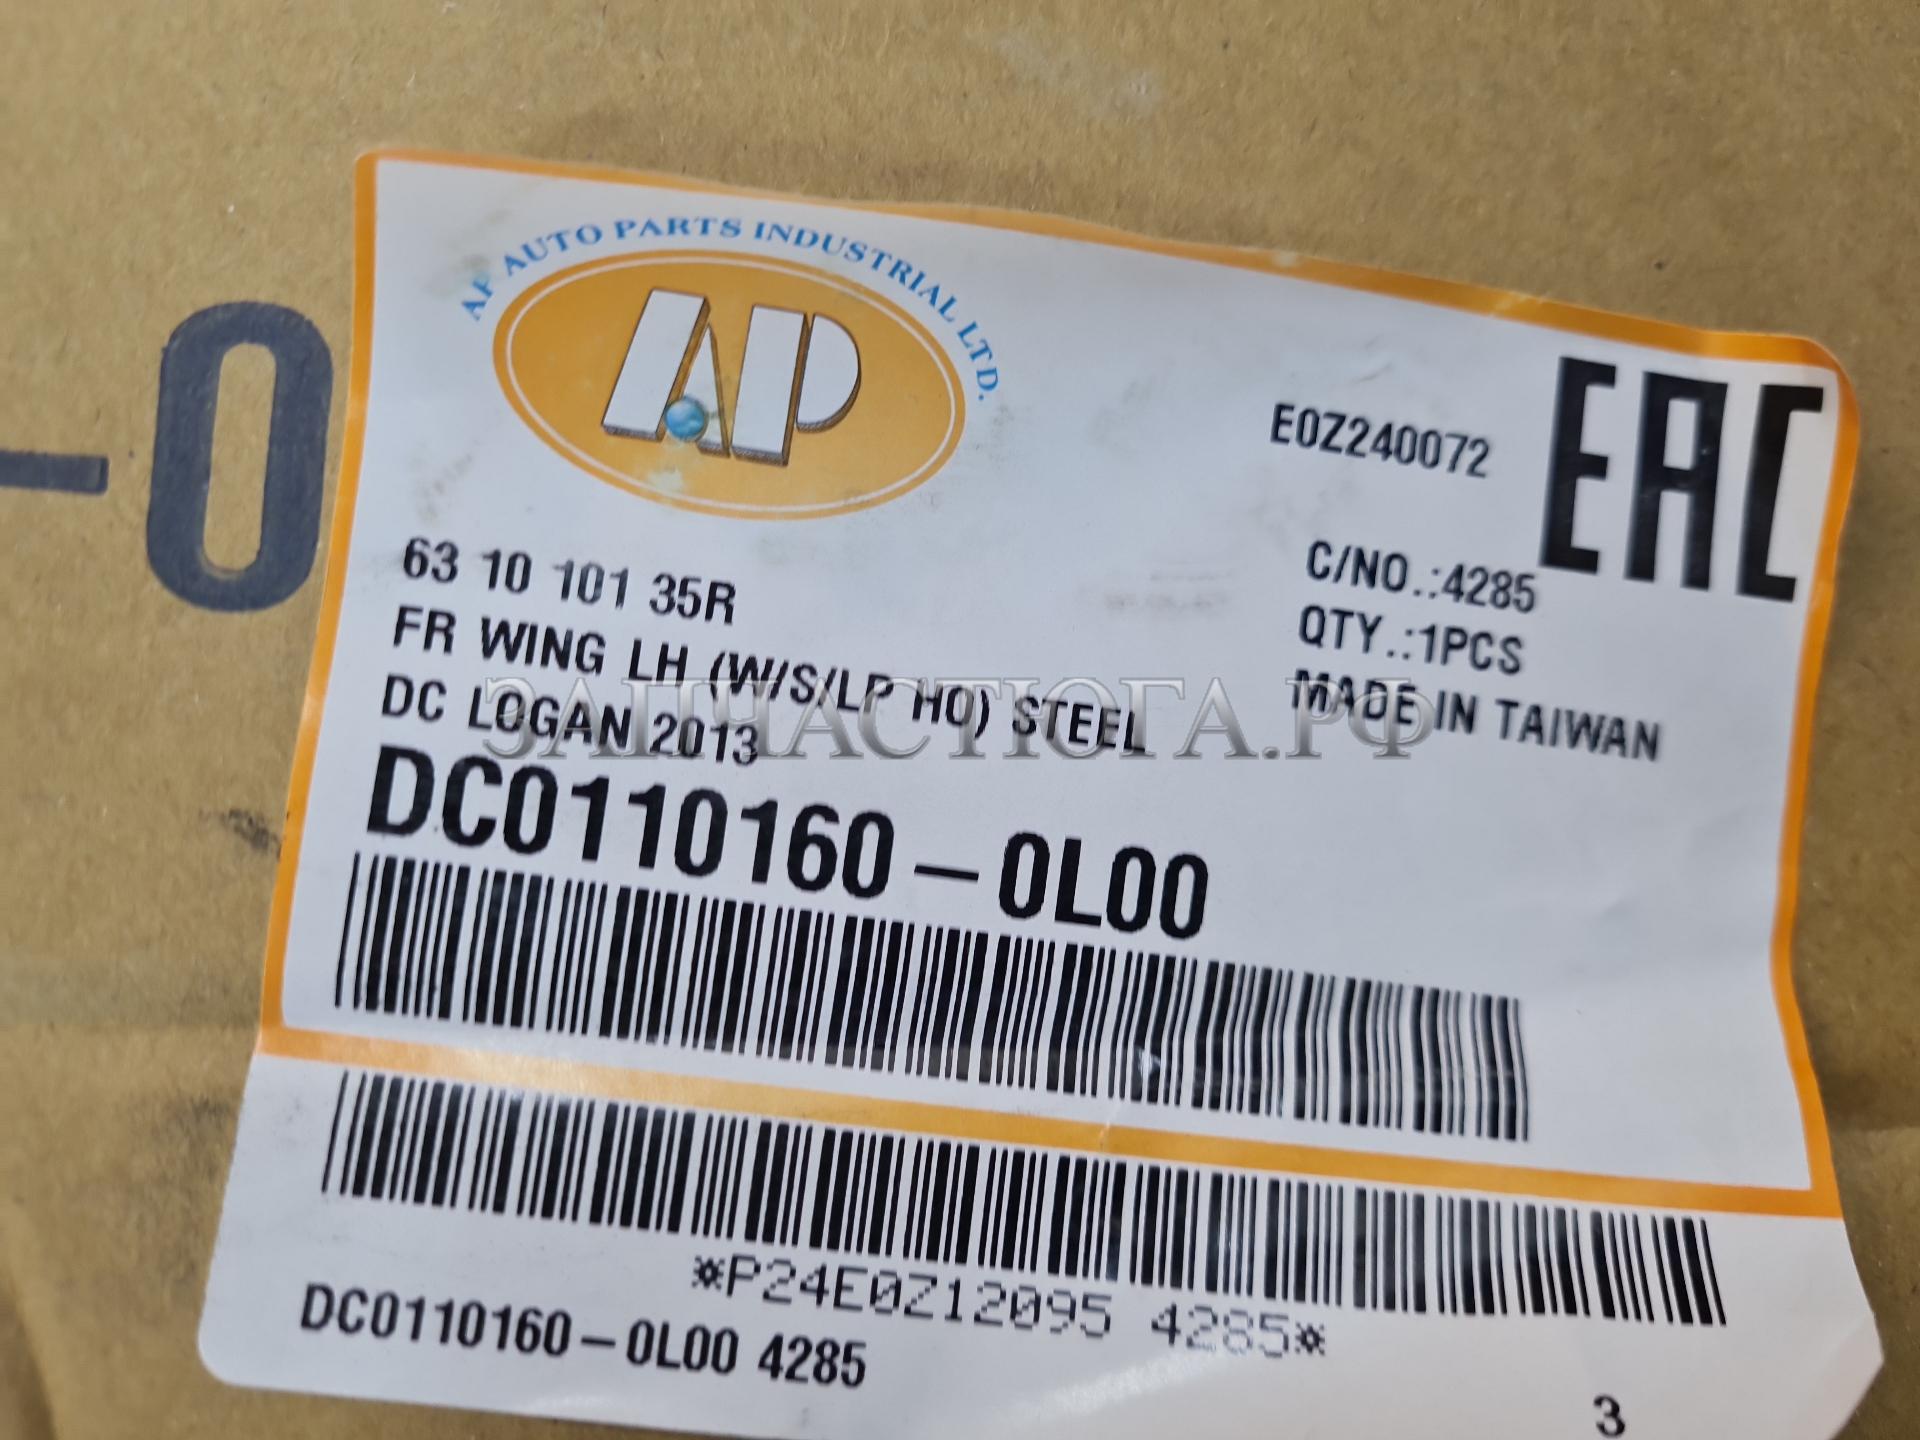 AP AUTO PARTS INDUSTRIAL LTD.
AP
E0Z240072
EAC
-0
63 10 101 35R
C/NO.:4285
FR WING LH (W/S/LP HO) STEEL
QTY.:1PCS
DC LOGAN 2013
MADE IN TAIWAN
ЗАПЧАСТЮГА.РФ
DC0110160-0L00
*P24E0Z12095 4285*
DC0110160-0L00 4285
3